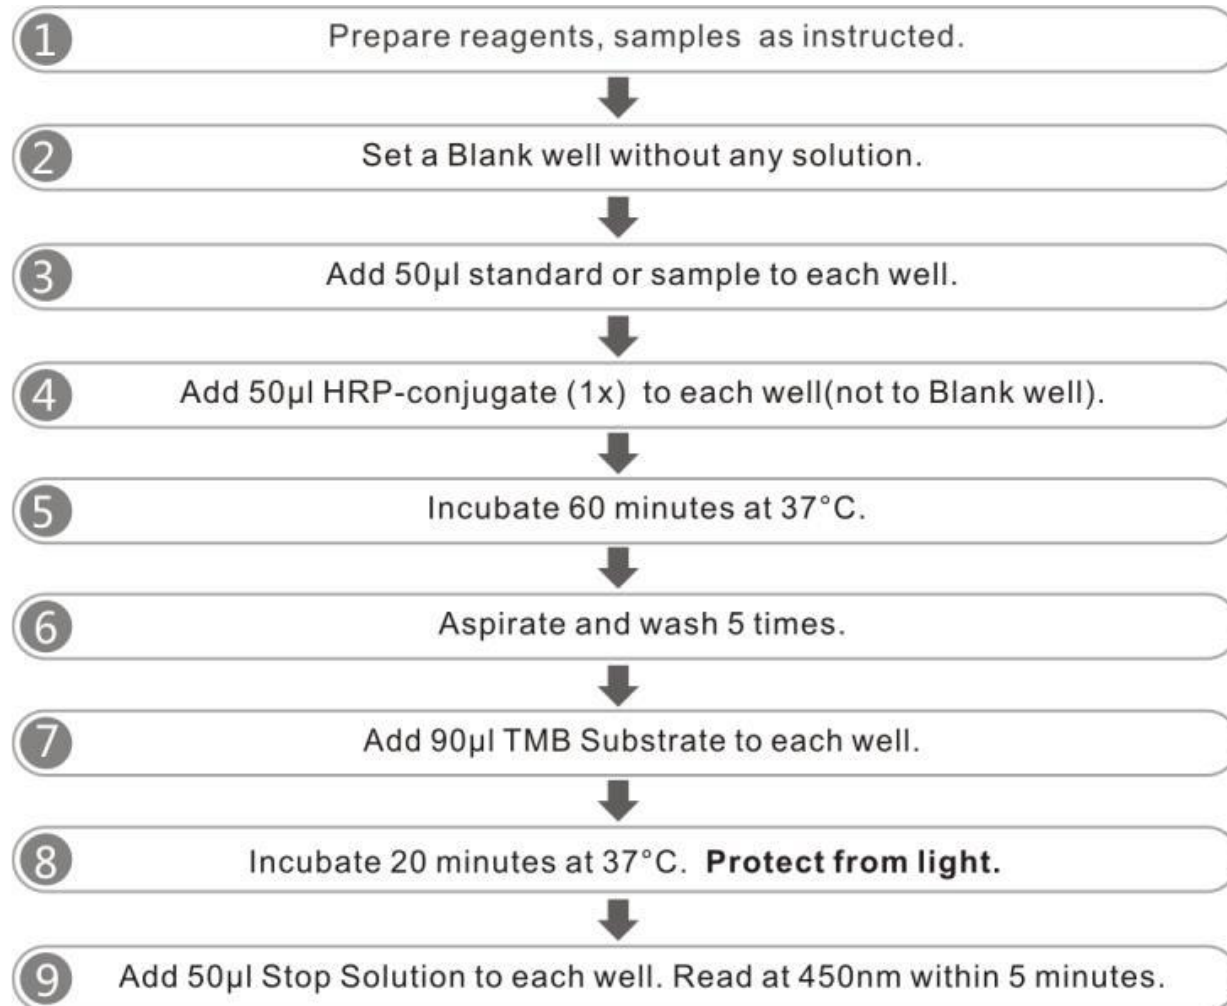 1 Prepare reagents, samples as instructed.
2 Set a Blank well without any solution.
3 Add 50μl standard or sample to each well.
4 Add 50μl HRP-conjugate (1x) to each well(not to Blank well).
5 Incubate 60 minutes at 37°C.
6 Aspirate and wash 5 times.
7 Add 90μl TMB Substrate to each well.
8 Incubate 20 minutes at 37°C. Protect from light.
9 Add 50μl Stop Solution to each well. Read at 450nm within 5 minutes.